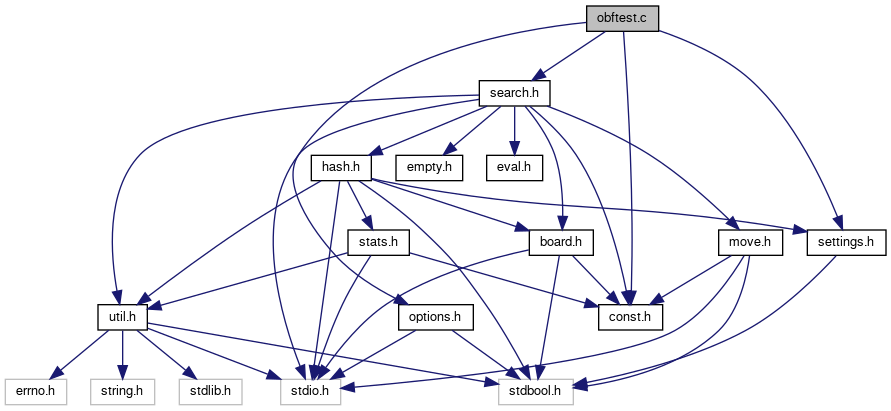 obftest.c
search.h
hash.h
empty.h
eval.h
stats.h
board.h
move.h
settings.h
util.h
options.h
const.h
errno.h
string.h
stdlib.h
stdio.h
stdbool.h